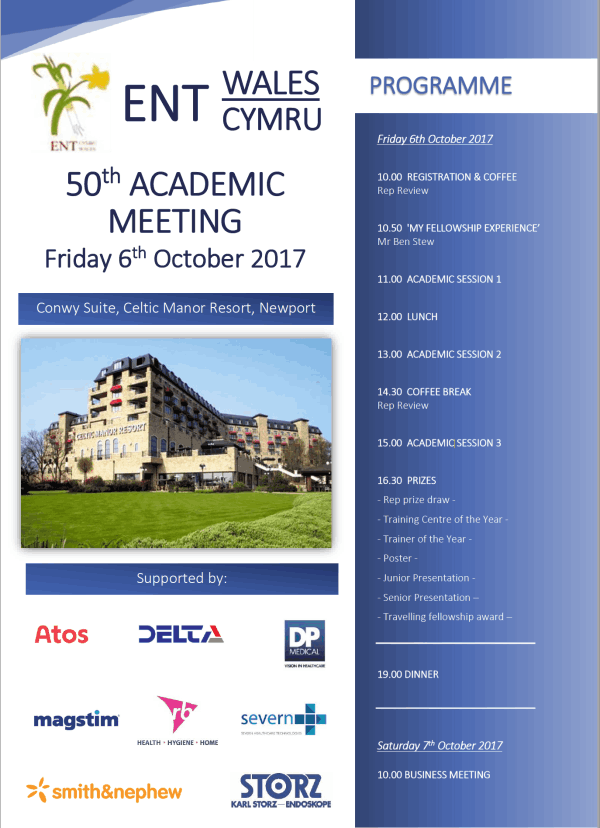 ENT CYMRU
WALES
ENT WALES
CYMRU
50th ACADEMIC
MEETING
Friday 6th October 2017
Conwy Suite, Celtic Manor Resort, Newport
CELTIC MANOR RESORT
Supported by:
Atos
DELTA
DP
MEDICAL
VISION IN HEALTHCARE
magstim
rb
HEALTH • HYGIENE • HOME
severn
smith&nephew
STORZ
KARL STORZ — ENDOSKOPE
PROGRAMME
Friday 6th October 2017
10.00 REGISTRATION & COFFEE
Rep Review
10.50 'MY FELLOWSHIP EXPERIENCE’
Mr Ben Stew
11.00 ACADEMIC SESSION 1
12.00 LUNCH
13.00 ACADEMIC SESSION 2
14.30 COFFEE BREAK
Rep Review
15.00 ACADEMIC SESSION 3
16.30 PRIZES
- Rep prize draw -
- Training Centre of the Year -
- Trainer of the Year -
- Poster -
- Junior Presentation -
- Senior Presentation –
- Travelling fellowship award –
19.00 DINNER
Saturday 7th October 2017
10.00 BUSINESS MEETING